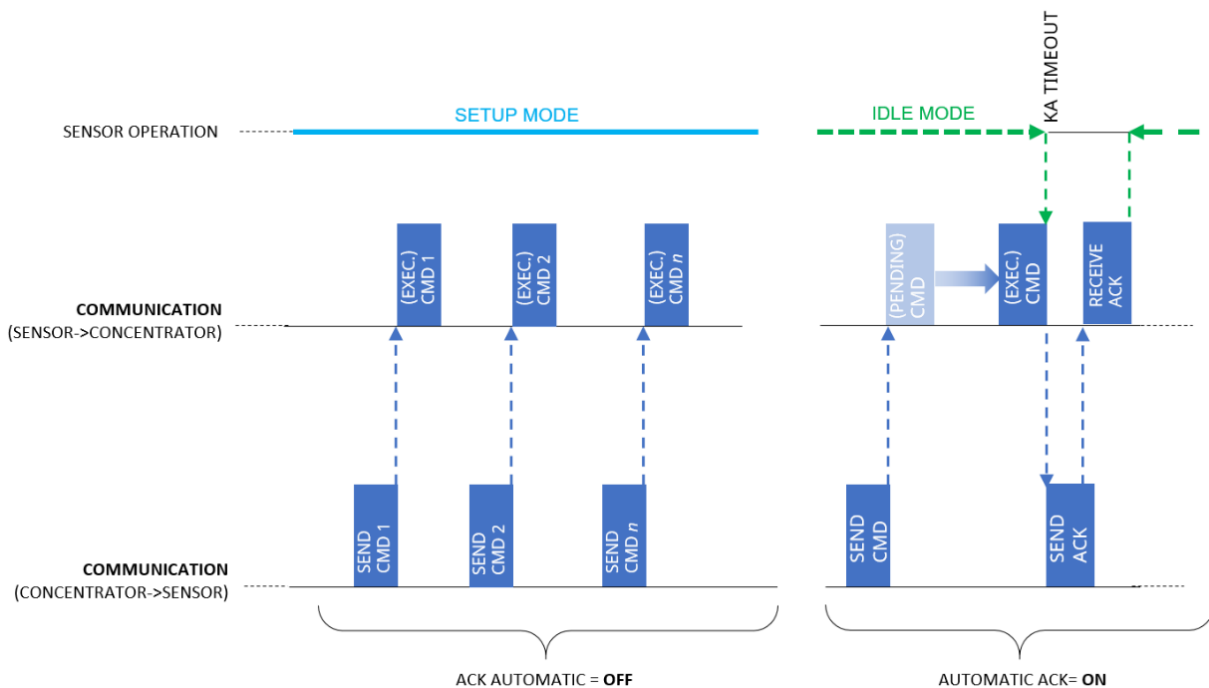 KA TIMEOUT
SETUP MODE
IDLE MODE
SENSOR OPERATION
(EXEC.)
CMD 1
(EXEC.)
CMD 2
(EXEC.)
CMD n
(PENDING)
CMD
(EXEC.)
CMD
RECEIVE
ACK
COMMUNICATION
(SENSOR->CONCENTRATOR)
SEND
CMD 1
SEND
CMD 2
SEND
CMD n
SEND
CMD
SEND
ACK
COMMUNICATION
(CONCENTRATOR->SENSOR)
ACK AUTOMATIC = OFF
AUTOMATIC ACK= ON